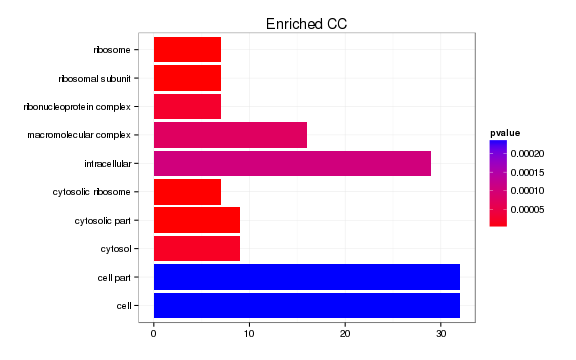 Enriched CC
ribosome
ribosomal subunit
ribonucleoprotein complex
macromolecular complex
intracellular
cytosolic ribosome
cytosolic part
cytosol
cell part
cell
0 10 20 30
pvalue
0.00020
0.00015
0.00010
0.00005